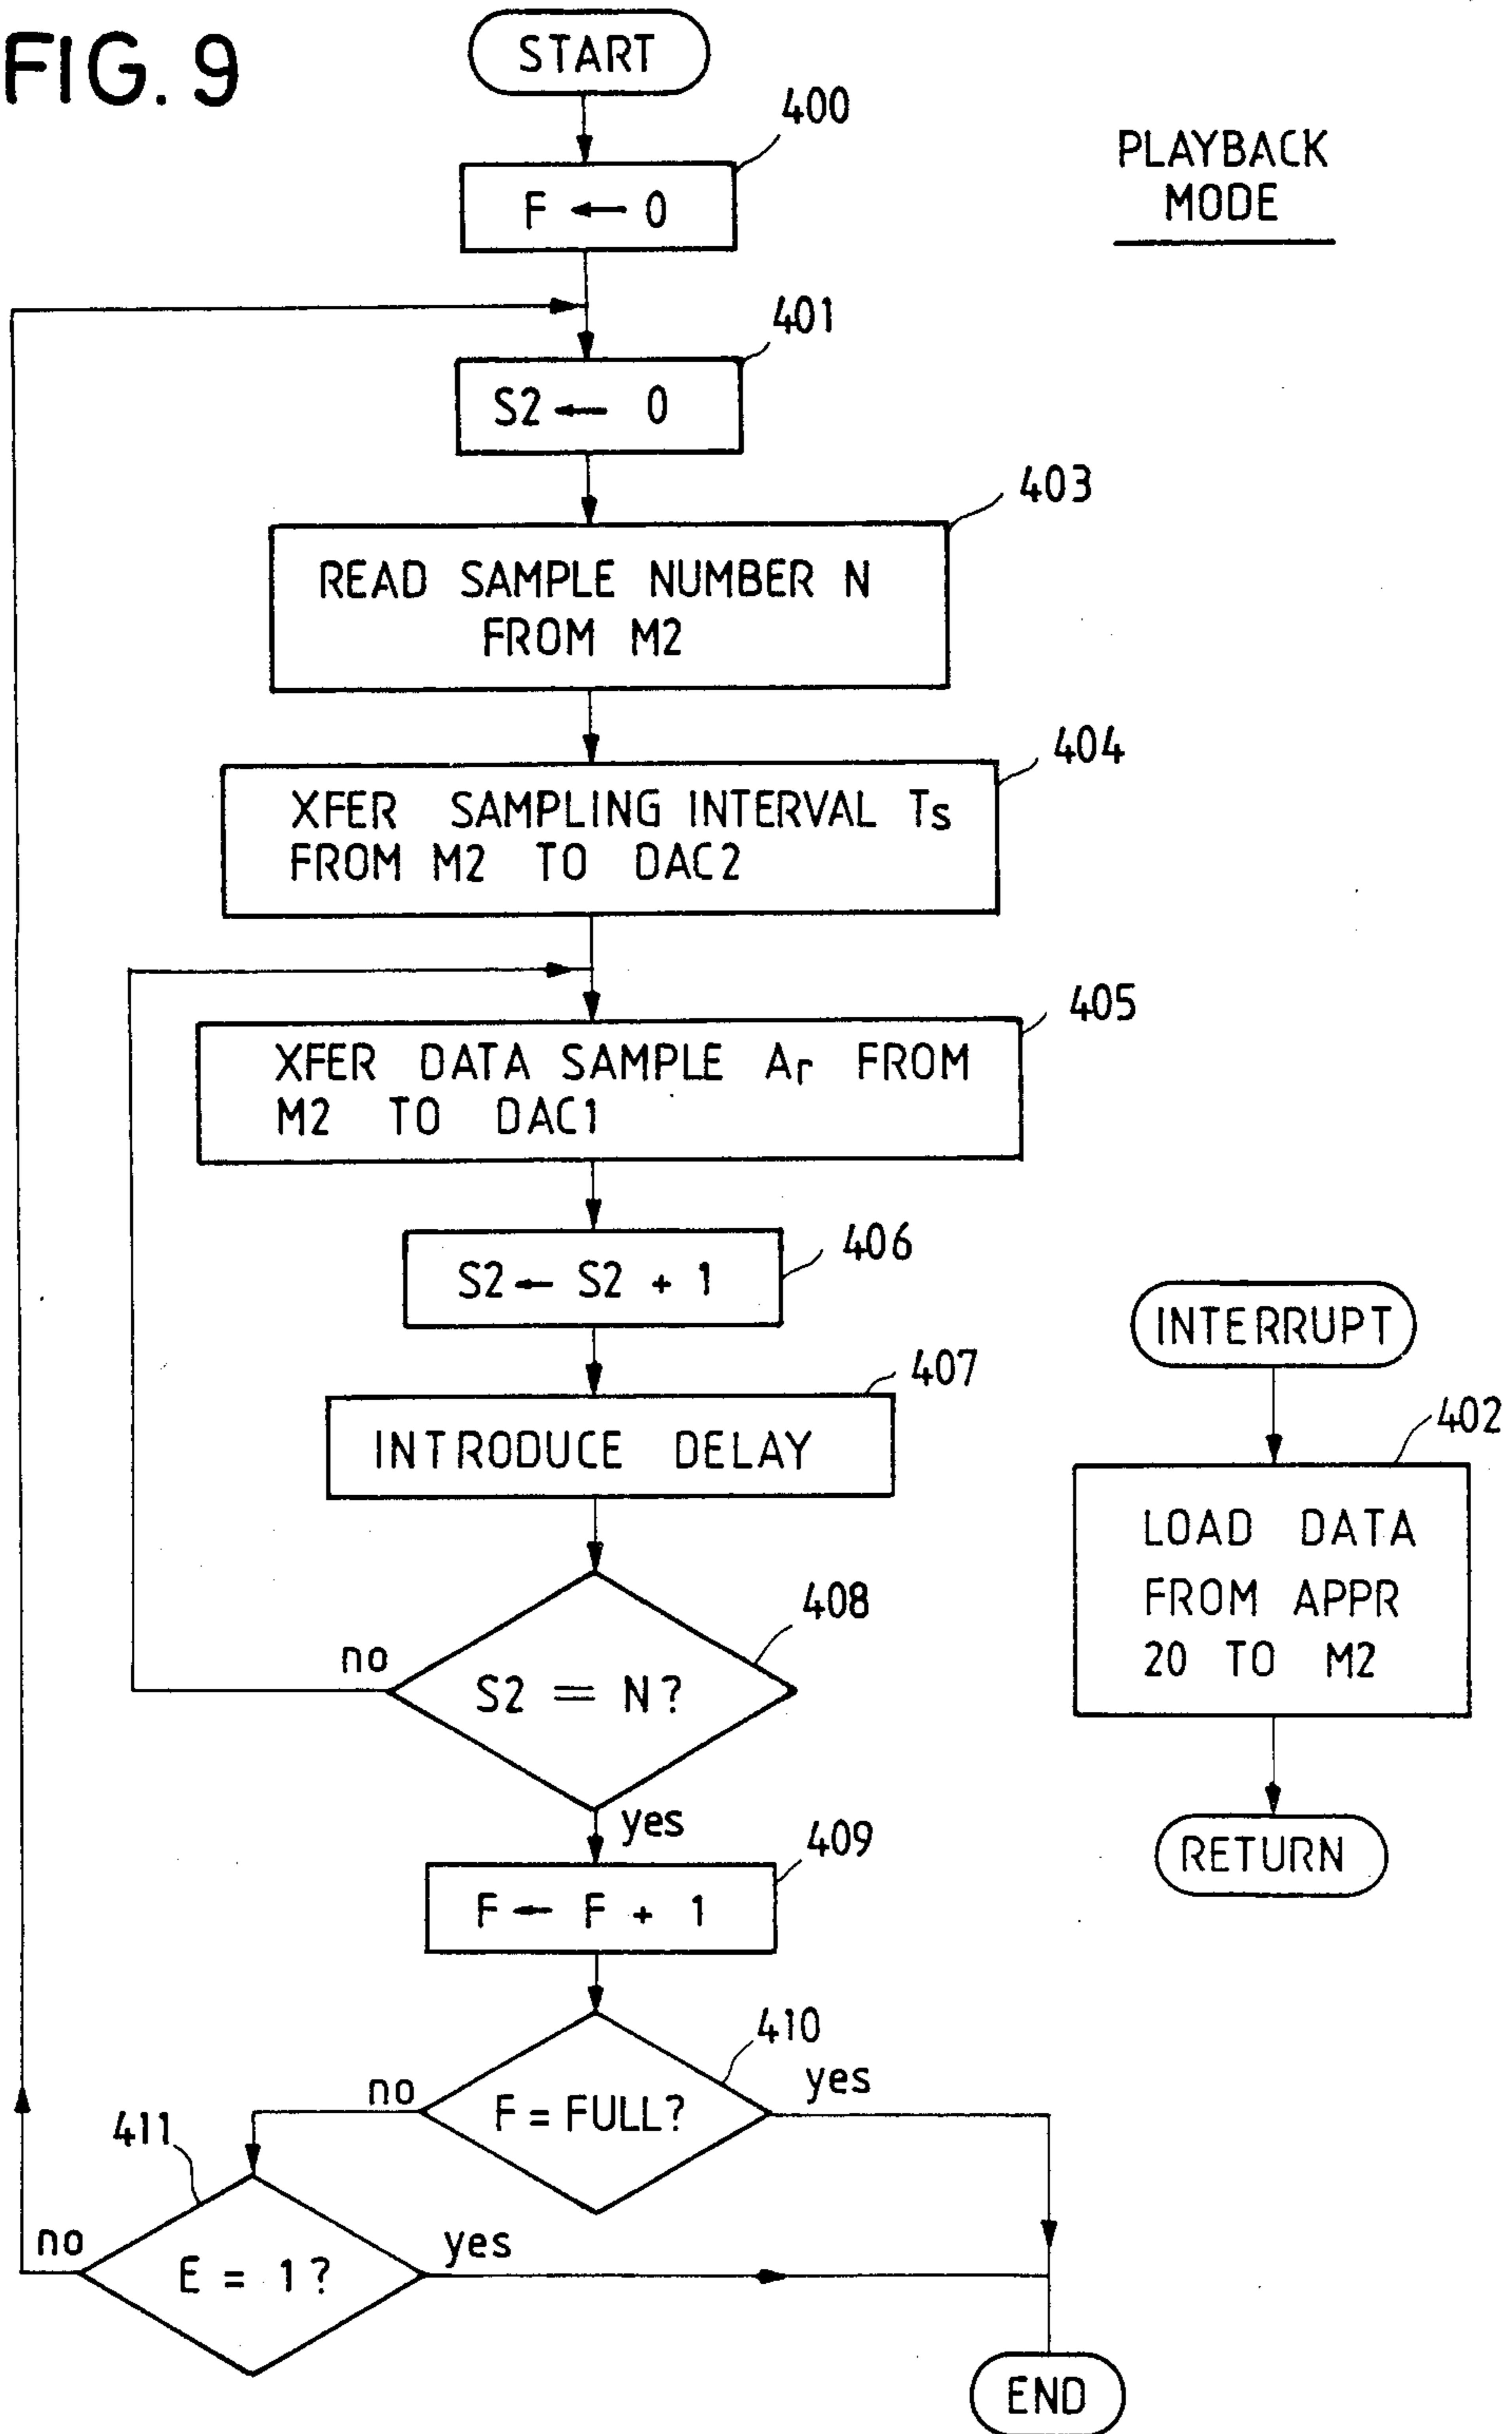 FIG. 9
START
400
PLAYBACK
MODE
F ← 0
401
S2 ← 0
403
READ SAMPLE NUMBER N
FROM M2
404
XFER SAMPLING INTERVAL Ts
FROM M2 TO DAC2
405
XFER DATA SAMPLE Ar FROM
M2 TO DAC1
406
S2 ← S2 + 1
INTERRUPT
407
INTRODUCE DELAY
402
LOAD DATA
FROM APPR
20 TO M2
408
no
S2 = N?
yes
409
RETURN
F ← F + 1
410
no
yes
F = FULL?
411
no
yes
E = 1?
END